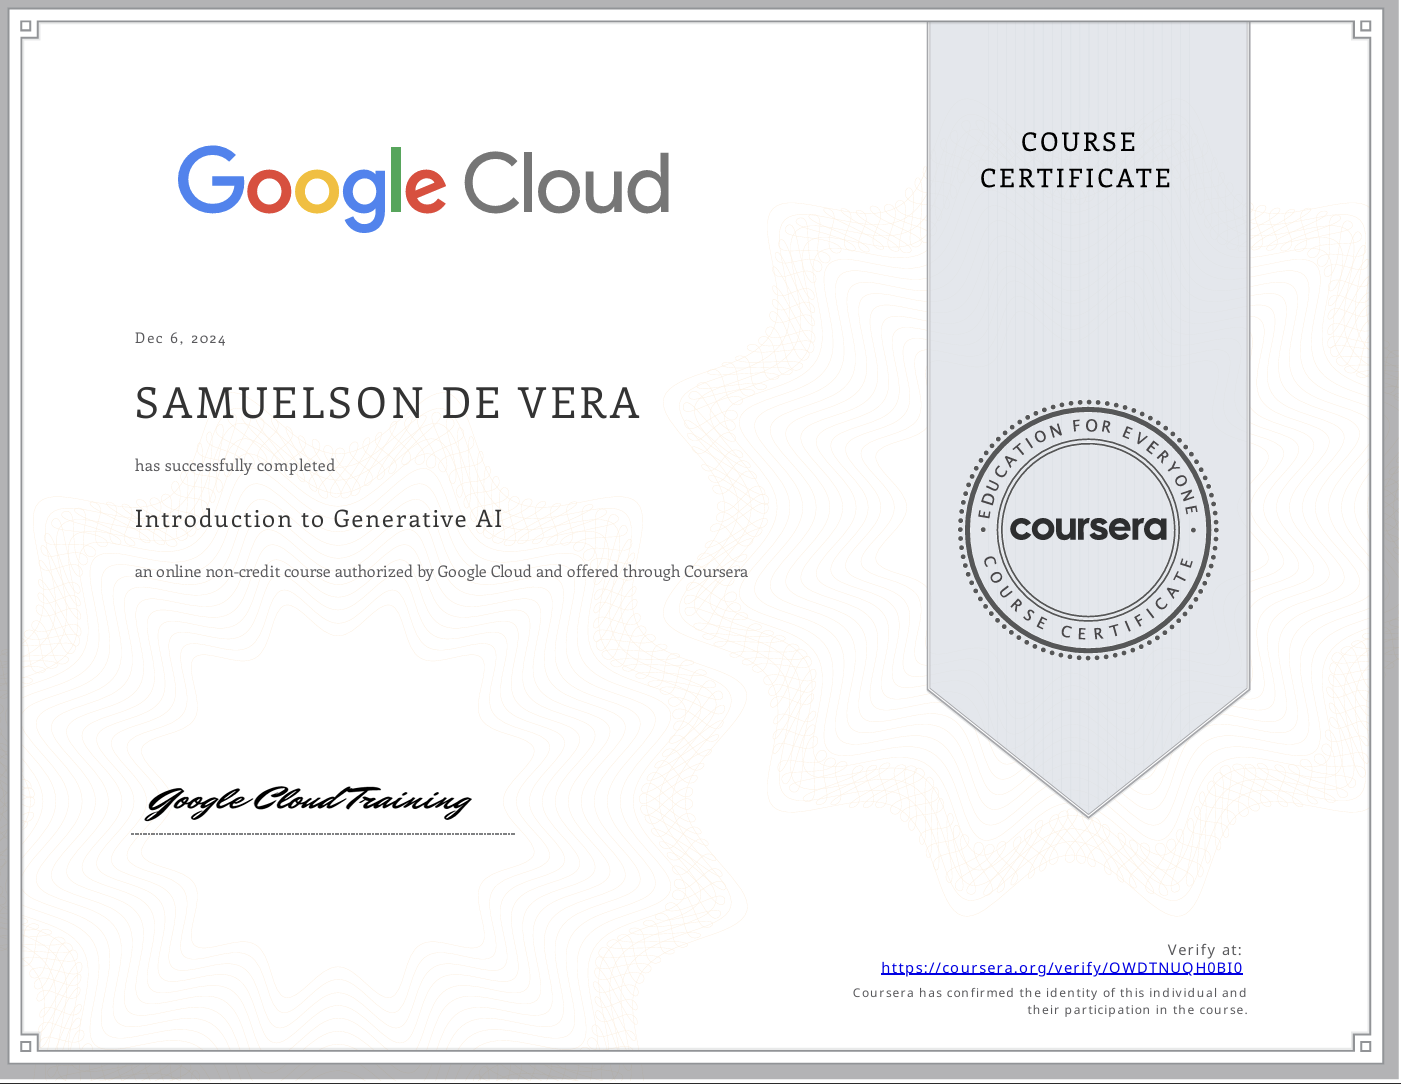 Google Cloud
COURSE
CERTIFICATE
Dec 6, 2024
SAMUELSON DE VERA
has successfully completed
Introduction to Generative AI
an online non-credit course authorized by Google Cloud and offered through Coursera
EDUCATION FOR EVERYONE
coursera
COURSE CERTIFICATE
Google Cloud Training
Verify at:
https://coursera.org/verify/OWDTNUQH0BI0
Coursera has confirmed the identity of this individual and
their participation in the course.